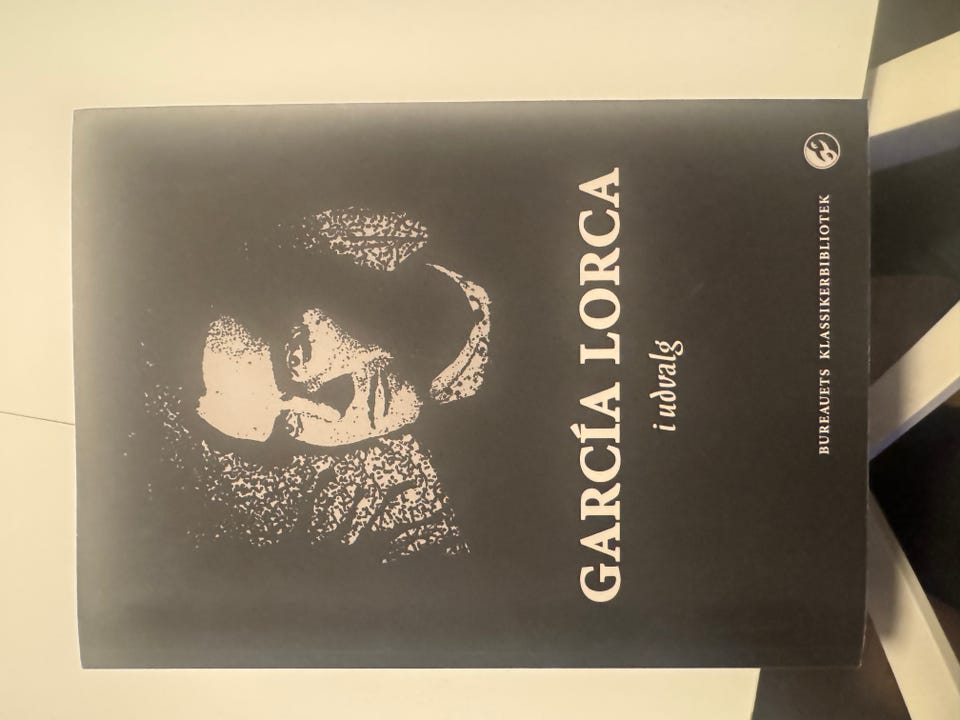 GARCÍA LORCA
i udvalg
BUREAUETS KLASSIKERBIBLIOTEK